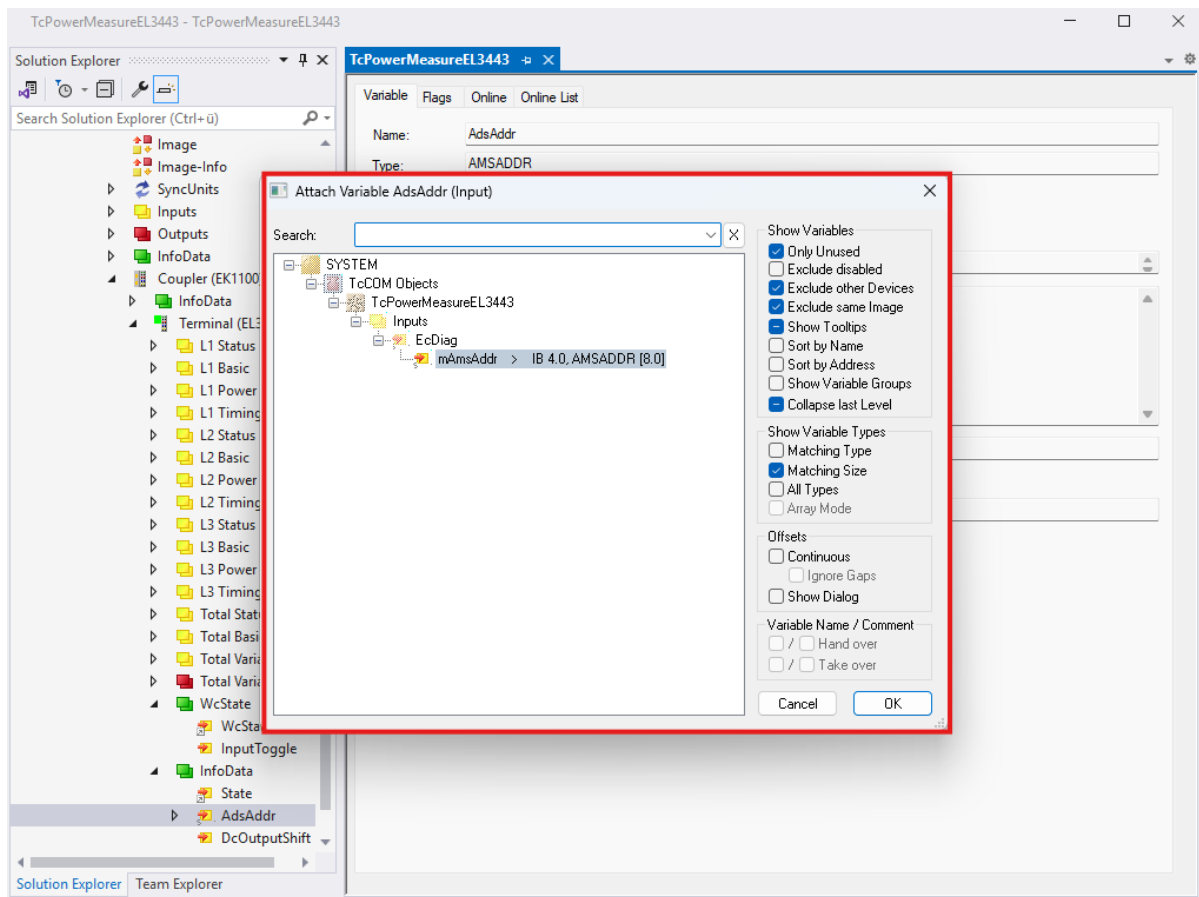 TcPowerMeasureEL3443 - TcPowerMeasureEL3443
Solution Explorer
Search Solution Explorer (Ctrl+ü)
Image
Image-Info
SyncUnits
Inputs
Outputs
InfoData
Coupler (EK1100
InfoData
Terminal (EL3
L1 Status
L1 Basic
L1 Power
L1 Timing
L2 Status
L2 Basic
L2 Power
L2 Timing
L3 Status
L3 Basic
L3 Power
L3 Timing
Total Stat
Total Basi
Total Varia
Total Varia
WcState
WcSta
InputToggle
InfoData
State
AdsAddr
DcOutputShift
Solution Explorer
Team Explorer
TcPowerMeasureEL3443
Variable Flags Online Online List
Name: AdsAddr
Type: AMSADDR
Attach Variable AdsAddr (Input)
Search: X
SYSTEM
TcCOM Objects
TcPowerMeasureEL3443
Inputs
EcDiag
mAmsAddr > IB 4.0, AMSADDR [8.0]
Show Variables
Only Unused
Exclude disabled
Exclude other Devices
Exclude same Image
Show Tooltips
Sort by Name
Sort by Address
Show Variable Groups
Collapse last Level
Show Variable Types
Matching Type
Matching Size
All Types
Array Mode
Offsets
Continuous
Ignore Gaps
Show Dialog
Variable Name / Comment
/ Hand over
/ Take over
Cancel OK